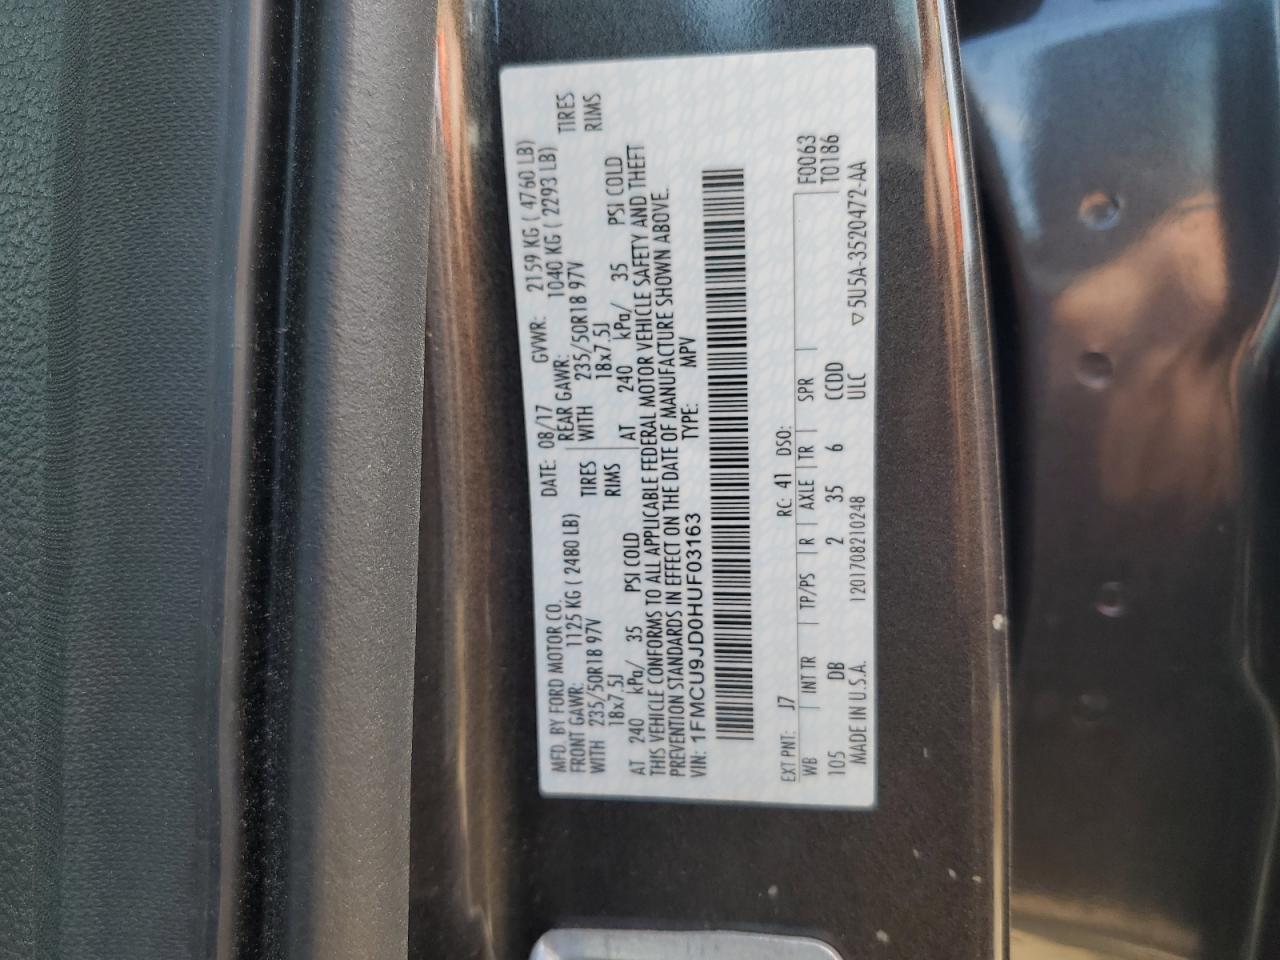 MFD. BY FORD MOTOR CO. DATE: 08/17 GVWR: 2159 KG ( 4760 LB)
FRONT GAWR: 1125 KG ( 2480 LB) REAR GAWR: 1040 KG ( 2293 LB)
WITH 235/50R18 97V TIRES WITH 235/50R18 97V TIRES
18x7.5J RIMS 18x7.5J RIMS
AT 240 kPa/ 35 PSI COLD AT 240 kPa/ 35 PSI COLD
THIS VEHICLE CONFORMS TO ALL APPLICABLE FEDERAL MOTOR VEHICLE SAFETY AND THEFT
PREVENTION STANDARDS IN EFFECT ON THE DATE OF MANUFACTURE SHOWN ABOVE.
VIN: 1FMCU9JD0HUF03163 TYPE: MPV
EXT PNT: J7 RC: 41 DSO:
WB INT TR TP/PS R AXLE TR SPR F0063
105 DB 2 35 6 CCDD T0186
MADE IN U.S.A. 1201708210248 ULC ▽5U5A-3520472-AA